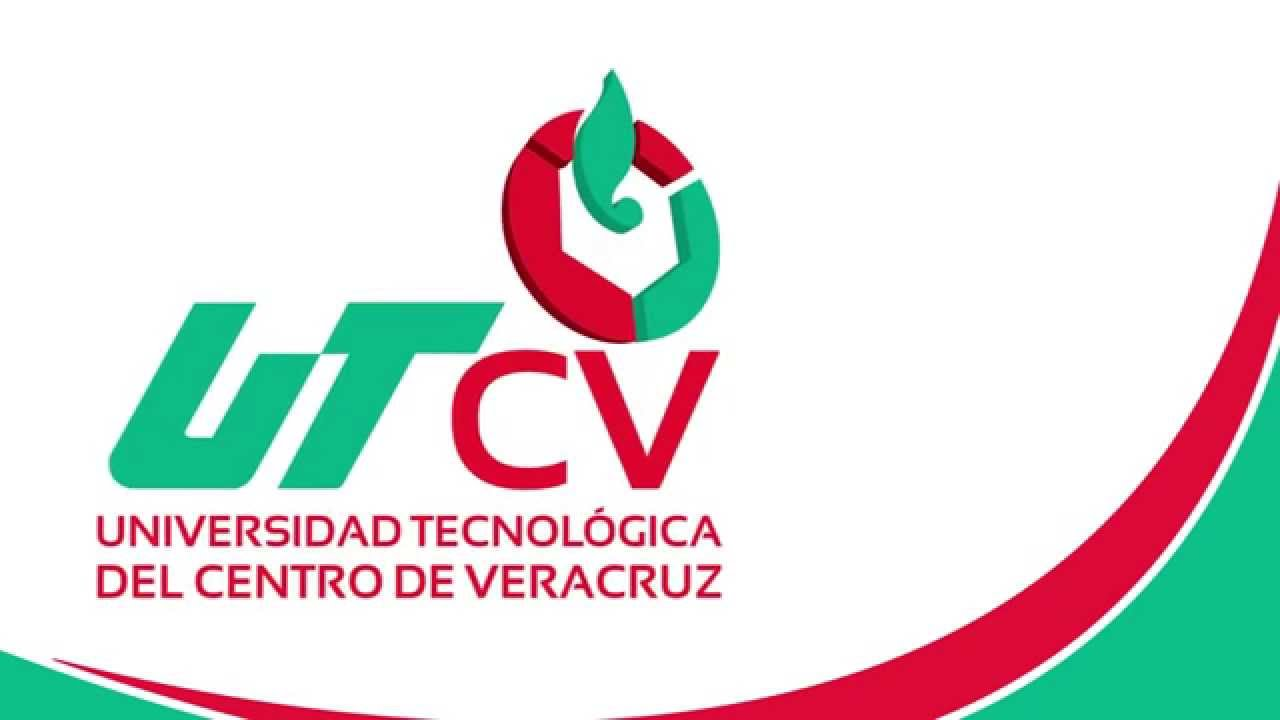 UTCV
UNIVERSIDAD TECNOLÓGICA
DEL CENTRO DE VERACRUZ